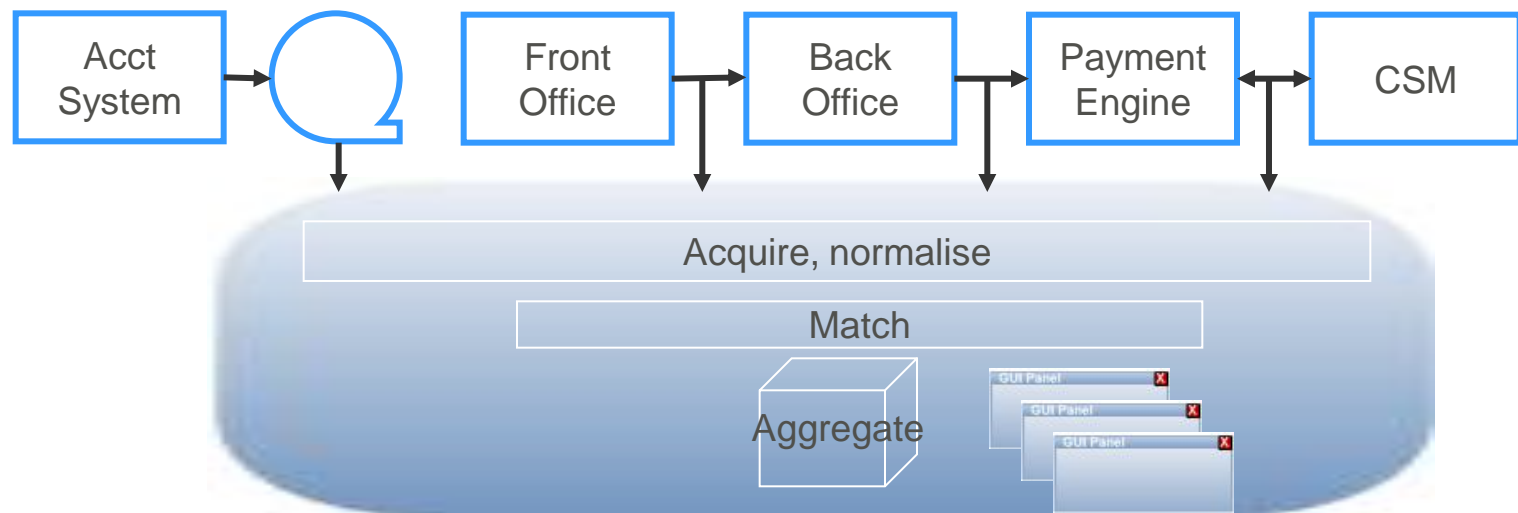 Acct
System
Front
Office
Back
Office
Payment
Engine
CSM
Acquire, normalise
Match
Aggregate
GUI Panel
X
GUI Panel
X
GUI Panel
X